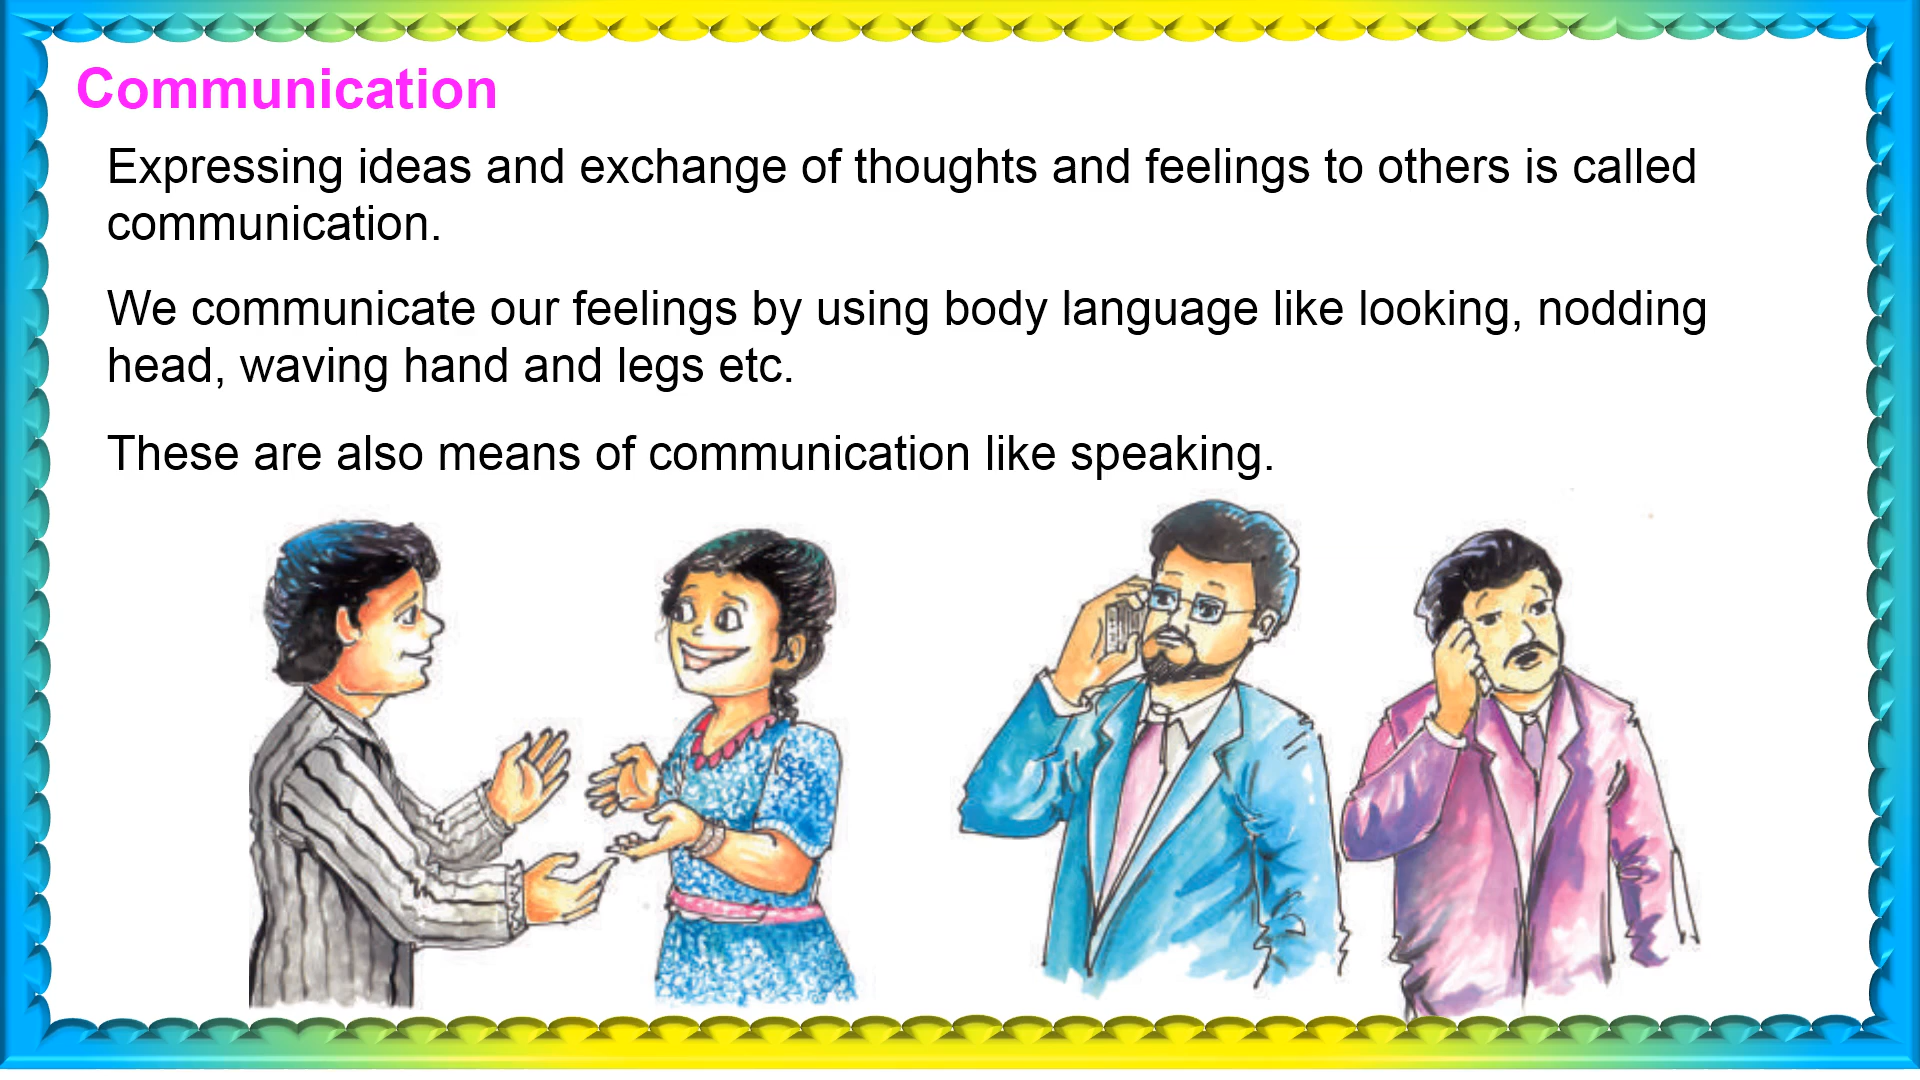 Communication
Expressing ideas and exchange of thoughts and feelings to others is called
communication.
We communicate our feelings by using body language like looking, nodding
head, waving hand and legs etc.
These are also means of communication like speaking.